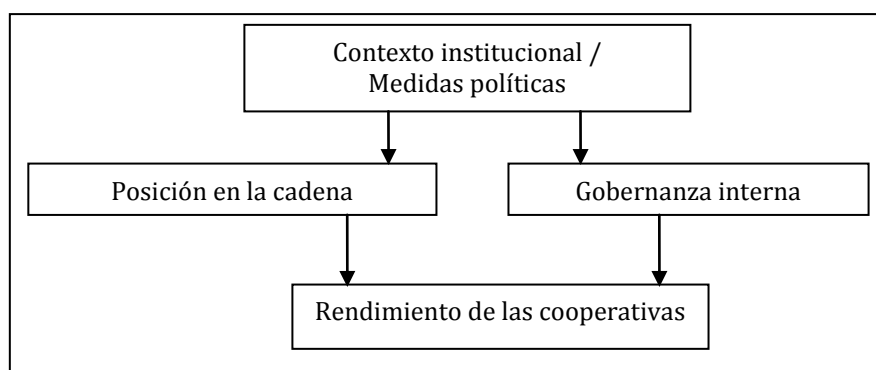 Contexto institucional /
Medidas políticas
Posición en la cadena
Gobernanza interna
Rendimiento de las cooperativas